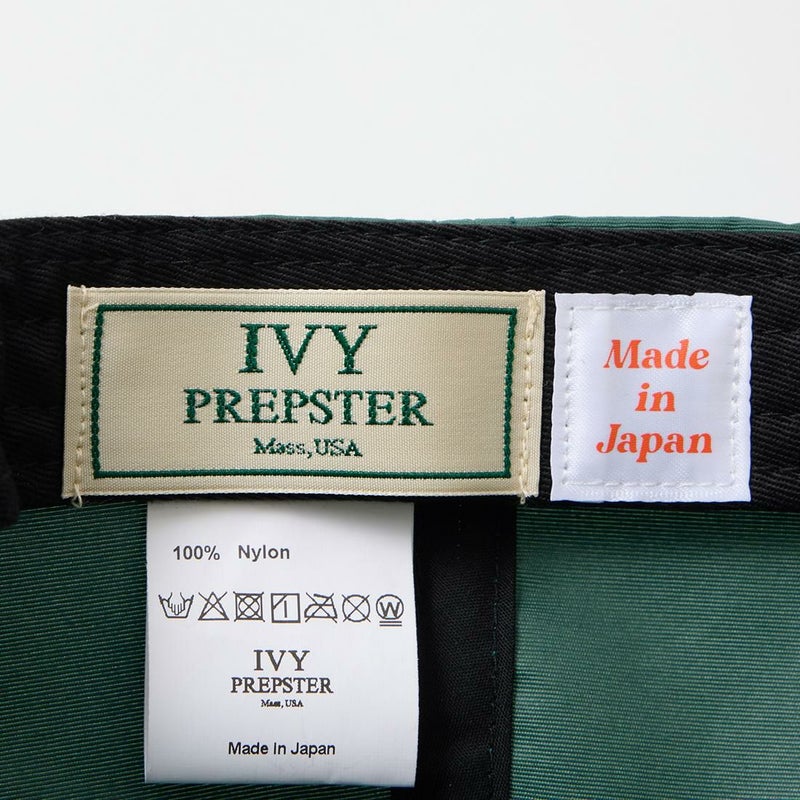 IVY
PREPSTER
Mass, USA
Made
in
Japan
100% Nylon
W
IVY
PREPSTER
Mass, USA
Made in Japan